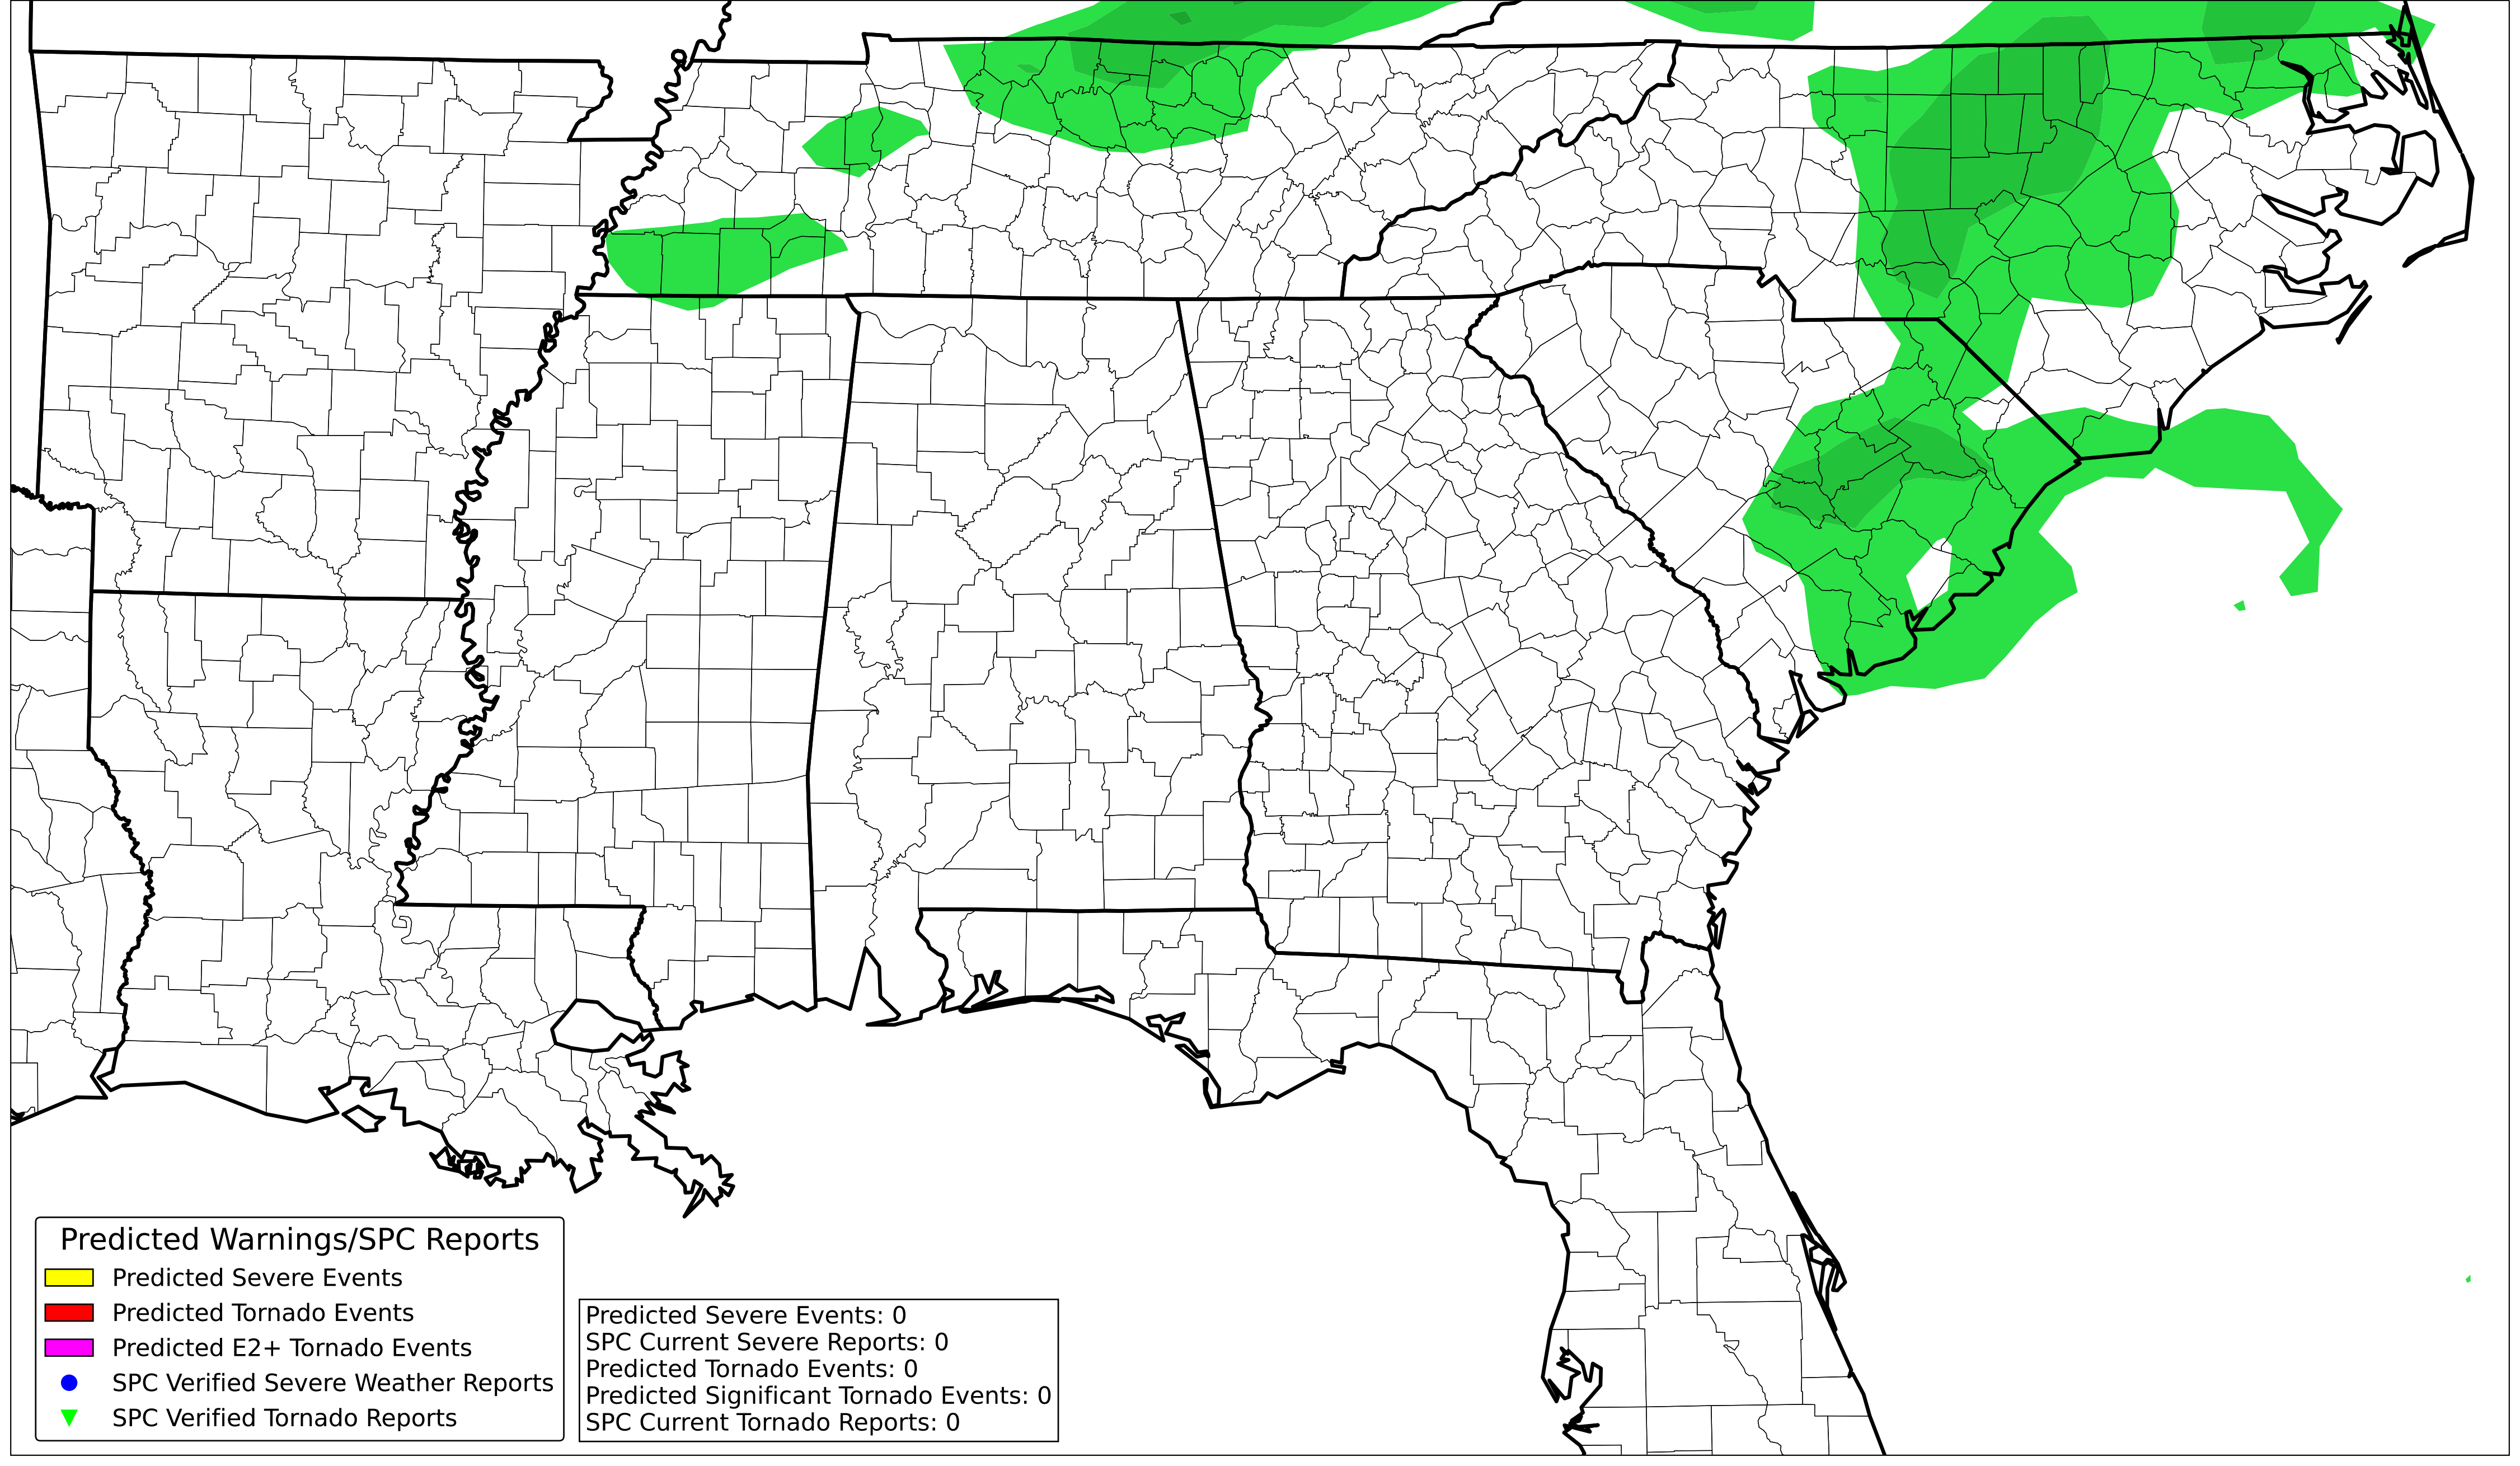 Predicted Warnings/SPC Reports
Predicted Severe Events
Predicted Tornado Events
Predicted E2+ Tornado Events
SPC Verified Severe Weather Reports
SPC Verified Tornado Reports
Predicted Severe Events: 0
SPC Current Severe Reports: 0
Predicted Tornado Events: 0
Predicted Significant Tornado Events: 0
SPC Current Tornado Reports: 0